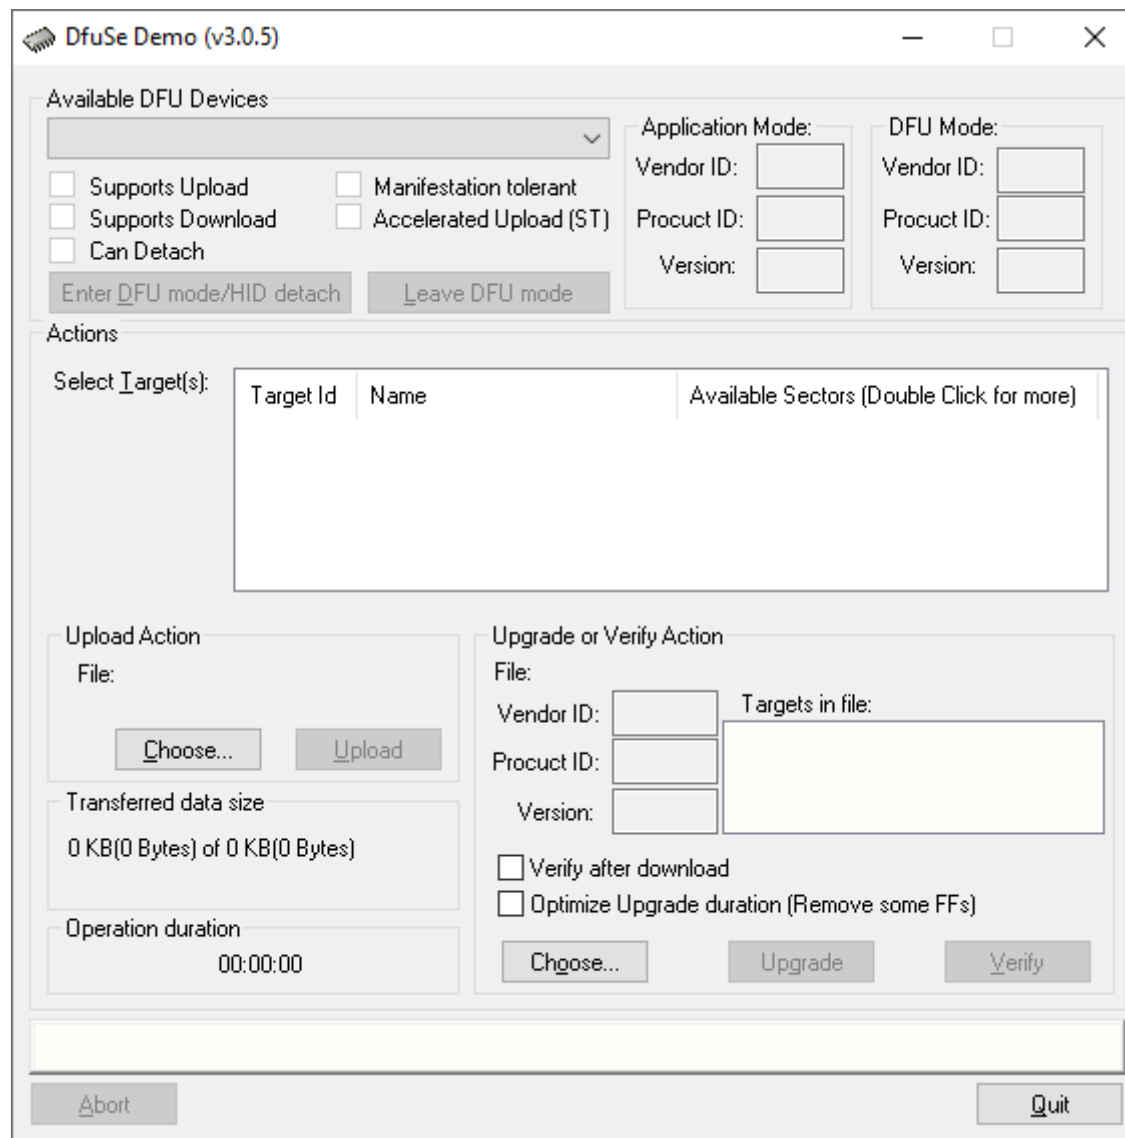 DfuSe Demo (v3.0.5)
Available DFU Devices
Supports Upload
Manifestation tolerant
Supports Download
Accelerated Upload (ST)
Can Detach
Enter DFU mode/HID detach
Leave DFU mode
Application Mode:
Vendor ID:
Procuct ID:
Version:
DFU Mode:
Vendor ID:
Procuct ID:
Version:
Actions
Select Target(s):
Target Id
Name
Available Sectors (Double Click for more)
Upload Action
File:
Choose...
Upload
Transferred data size
0 KB(0 Bytes) of 0 KB(0 Bytes)
Operation duration
00:00:00
Upgrade or Verify Action
File:
Vendor ID:
Procuct ID:
Version:
Targets in file:
Verify after download
Optimize Upgrade duration (Remove some FFs)
Choose...
Upgrade
Verify
Abort
Quit